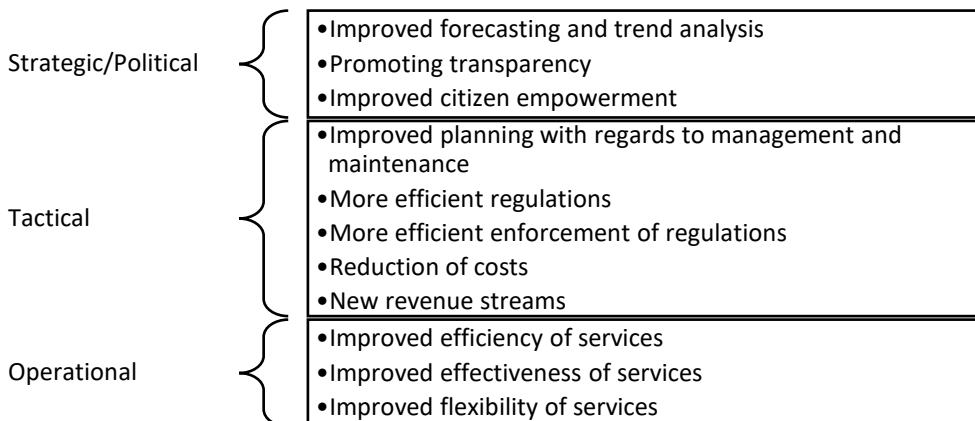 Strategic/Political
•Improved forecasting and trend analysis
•Promoting transparency
•Improved citizen empowerment
Tactical
•Improved planning with regards to management and
maintenance
•More efficient regulations
•More efficient enforcement of regulations
•Reduction of costs
•New revenue streams
Operational
•Improved efficiency of services
•Improved effectiveness of services
•Improved flexibility of services